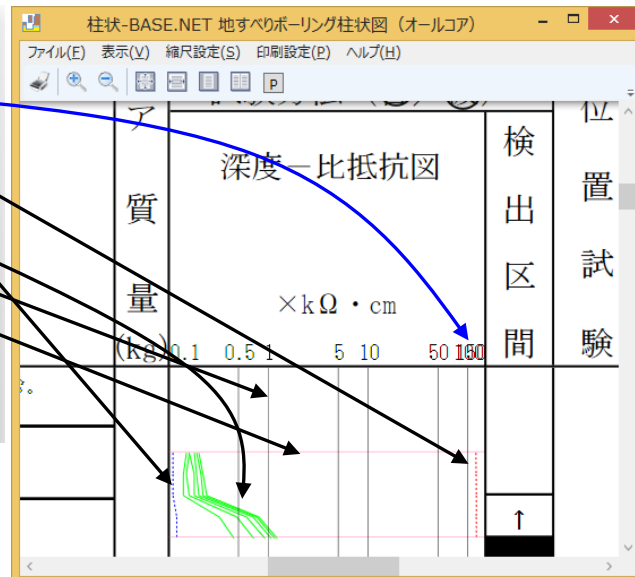 柱状-BASE.NET 地すべりボーリング柱状図（オールコア）
ファイル(F) 表示(V) 縮尺設定(S) 印刷設定(P) ヘルプ(H)
P
ア質量
(kg)
深度－比抵抗図
×kΩ・cm
0.1 0.5 1 5 10 50
検出区間
位置試験
↑